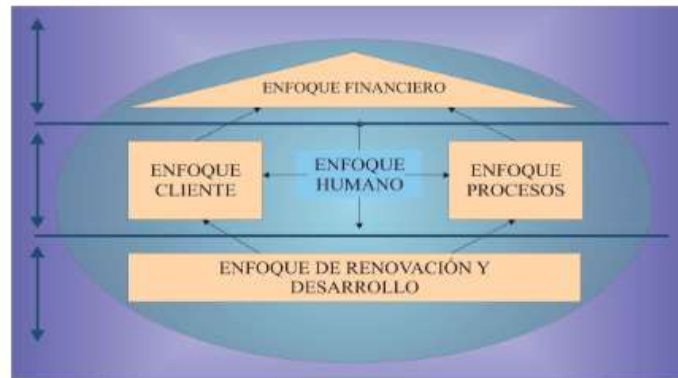 ENFOQUE FINANCIERO
ENFOQUE
CLIENTE
ENFOQUE
HUMANO
ENFOQUE
PROCESOS
ENFOQUE DE RENOVACIÓN Y
DESARROLLO